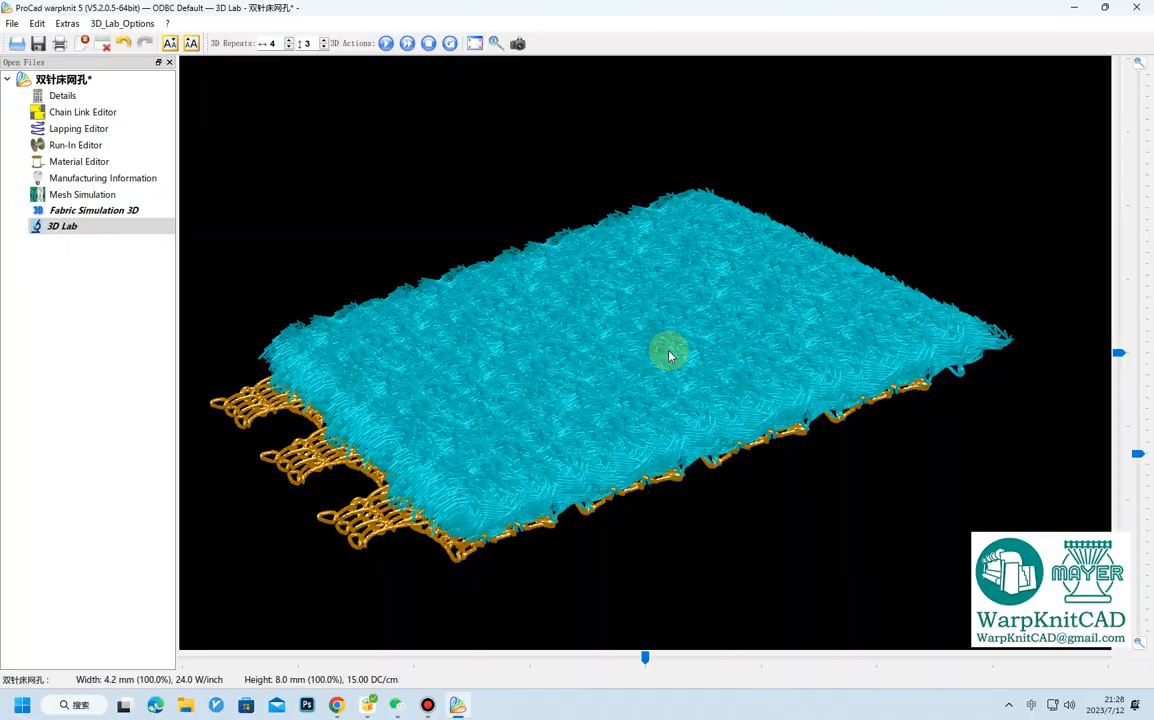 ProCad warpknit 5 (V5.2.0.5-64bit) — ODBC Default — 3D Lab - 双针床网孔* -
File Edit Extras 3D_Lab_Options ?
3D Repeats: 4 3 3D Actions:
Open Files
双针床网孔*
Details
Chain Link Editor
Lapping Editor
Run-In Editor
Material Editor
Manufacturing Information
Mesh Simulation
3D Fabric Simulation 3D
3D Lab
MAYER
WarpKnitCAD
WarpKnitCAD@gmail.com
双针床网孔: Width: 4.2 mm (100.0%), 24.0 W/inch Height: 8.0 mm (100.0%), 15.00 DC/cm
搜索
Ps
中
21:28
2023/7/12